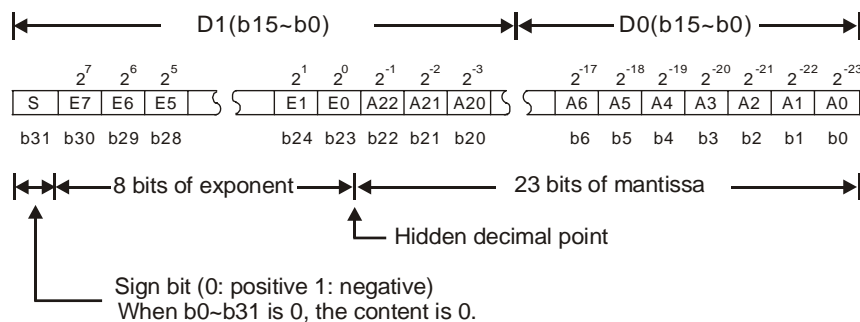 D1(b15~b0) D0(b15~b0)
2^7 2^6 2^5 2^1 2^0 2^-1 2^-2 2^-3 2^-17 2^-18 2^-19 2^-20 2^-21 2^-22 2^-23
S E7 E6 E5 E1 E0 A22 A21 A20 A6 A5 A4 A3 A2 A1 A0
b31 b30 b29 b28 b24 b23 b22 b21 b20 b6 b5 b4 b3 b2 b1 b0
8 bits of exponent 23 bits of mantissa
Hidden decimal point
Sign bit (0: positive 1: negative)
When b0~b31 is 0, the content is 0.